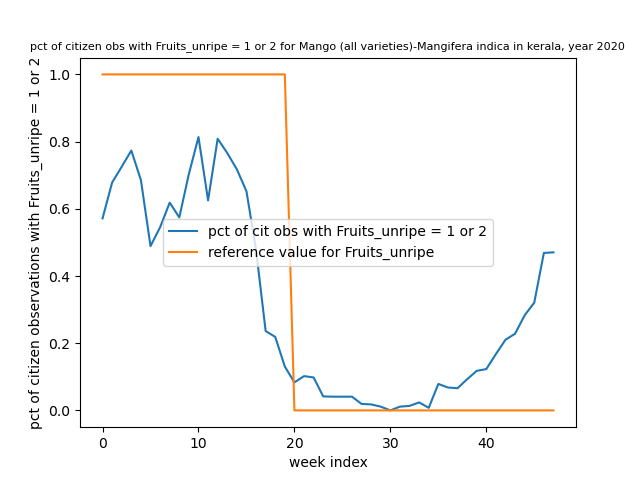 pct of citizen obs with Fruits_unripe = 1 or 2 for Mango (all varieties)-Mangifera indica in kerala, year 2020
pct of citizen observations with Fruits_unripe = 1 or 2
1.0
0.8
0.6
0.4
0.2
0.0
pct of cit obs with Fruits_unripe = 1 or 2
reference value for Fruits_unripe
0 10 20 30 40
week index